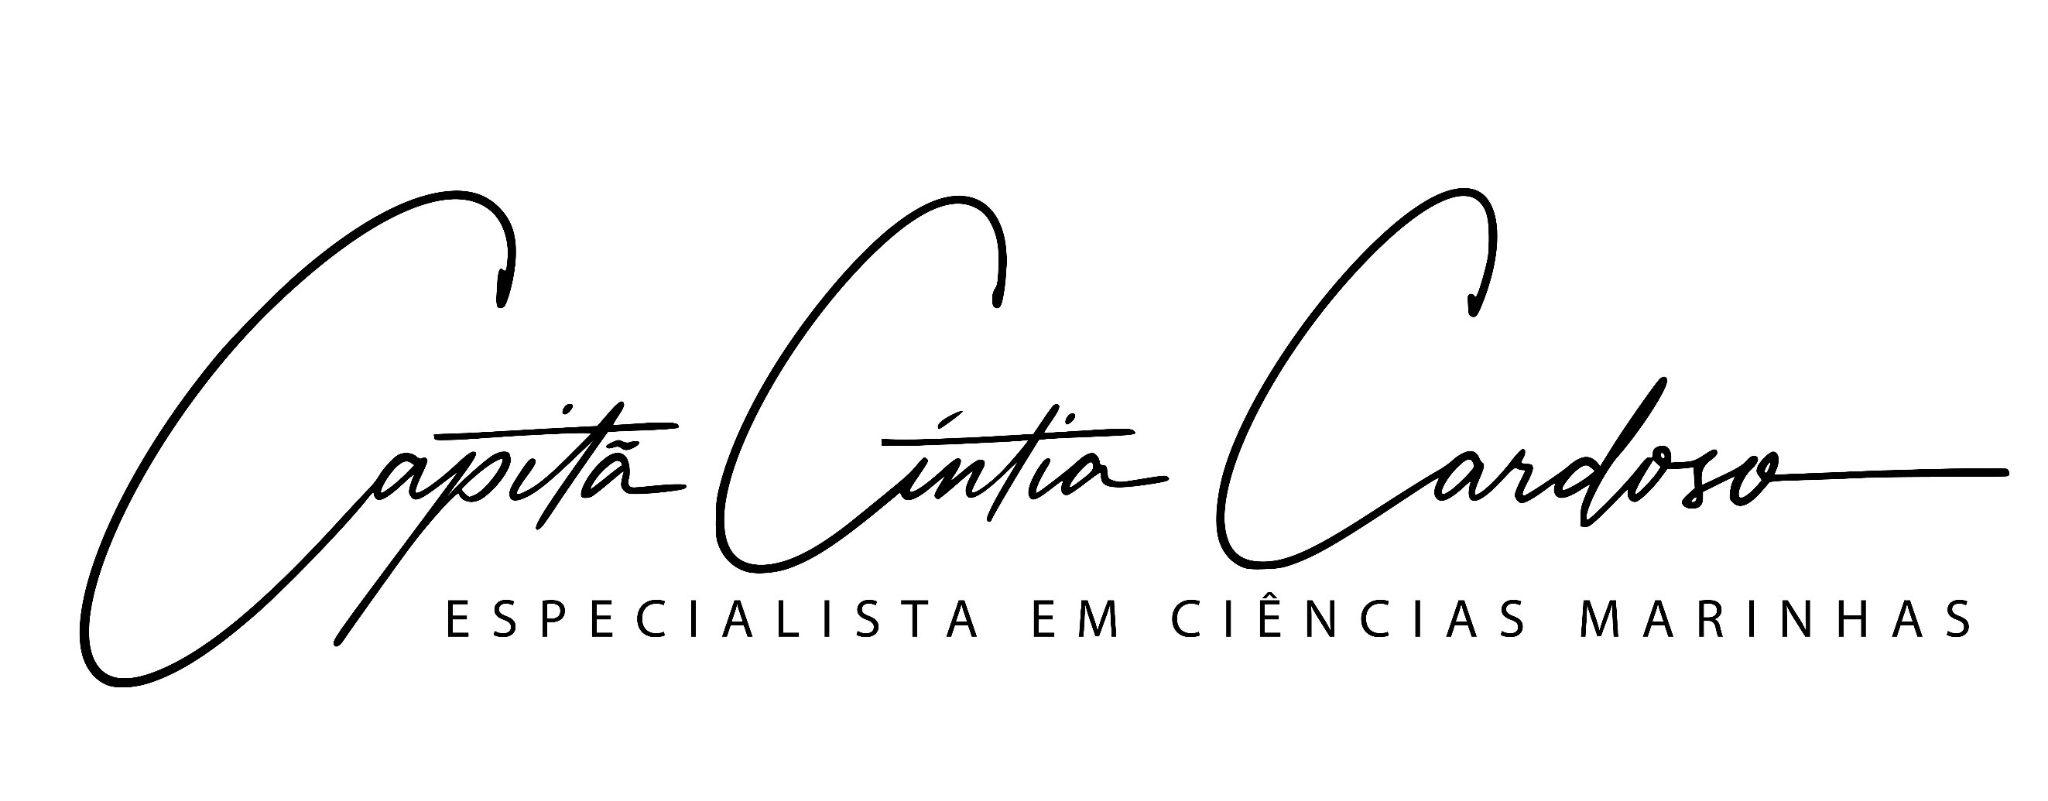 Capitã Cíntia Cardoso
ESPECIALISTA EM CIÊNCIAS MARINHAS